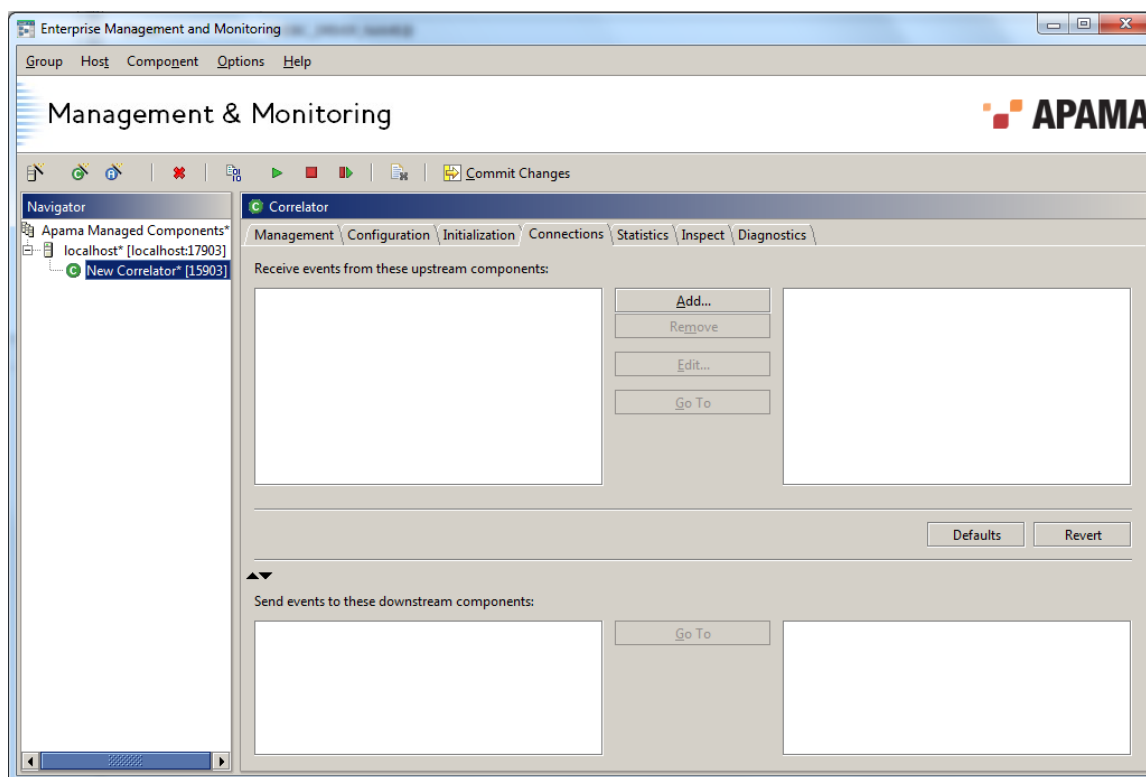 Enterprise Management and Monitoring
Group Host Component Options Help
Management & Monitoring
APAMA
Commit Changes
Navigator
Correlator
Apama Managed Components*
localhost* [localhost:17903]
New Correlator* [15903]
Management Configuration Initialization Connections Statistics Inspect Diagnostics
Receive events from these upstream components:
Add...
Remove
Edit...
Go To
Defaults Revert
Send events to these downstream components:
Go To